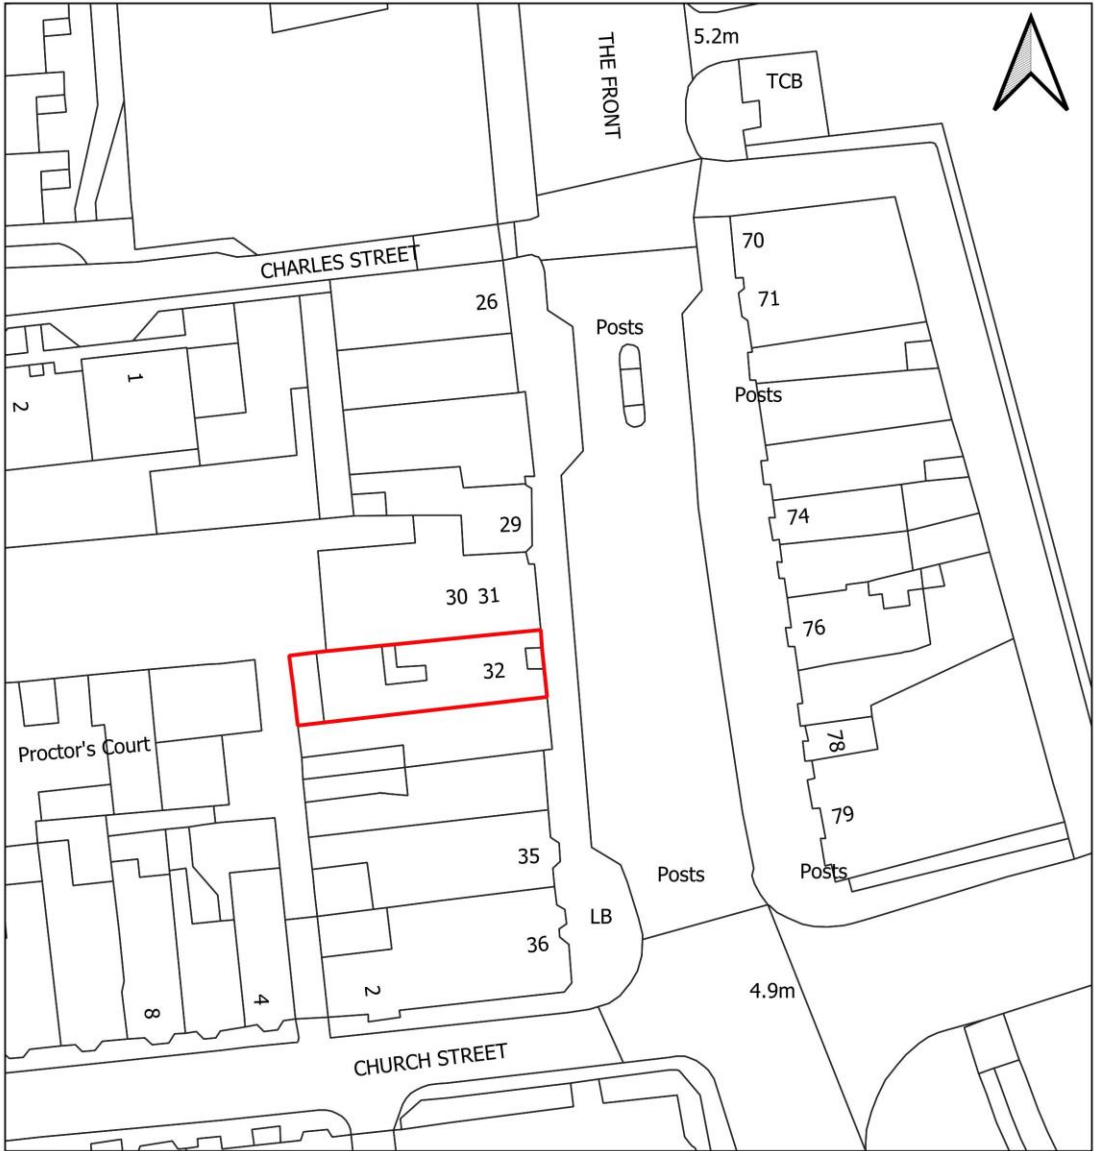 THE FRONT
5.2m
TCB
CHARLES STREET
70
26
71
Posts
1
2
Posts
74
29
30 31
76
32
Proctor's Court
78
79
35
Posts
Posts
LB
36
2
4.9m
4
8
CHURCH STREET